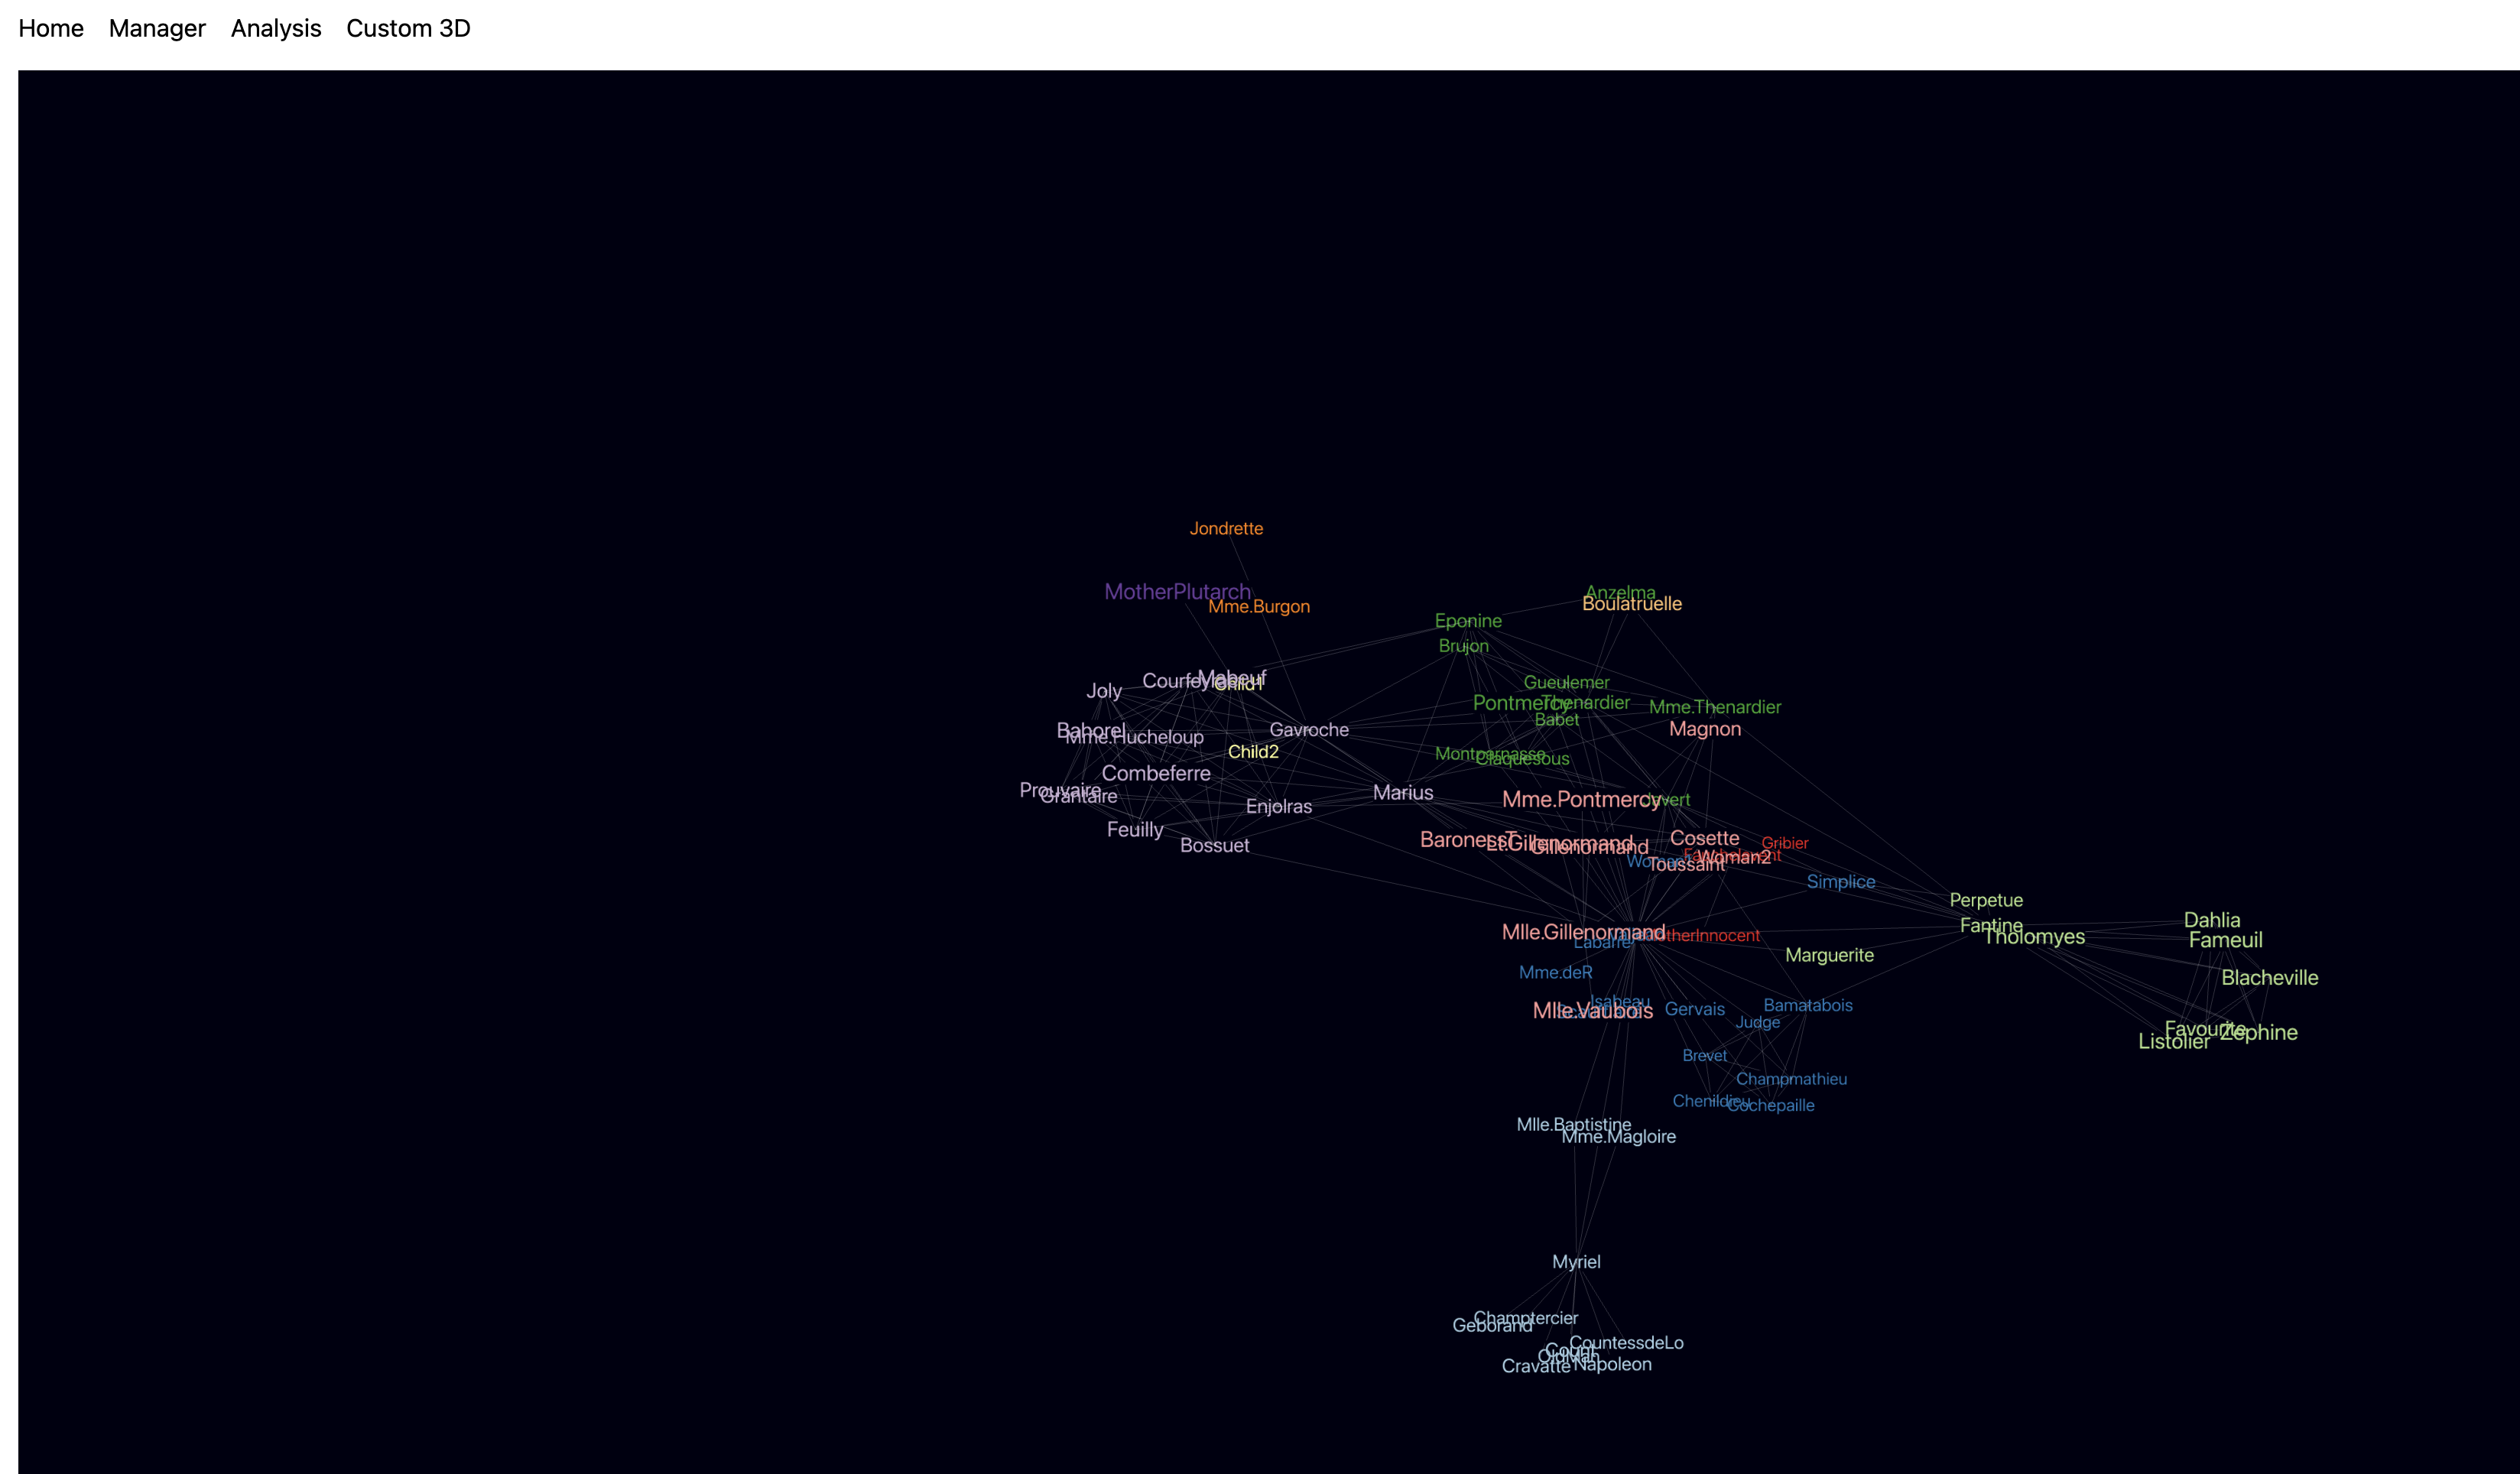 Home Manager Analysis Custom 3D
Jondrette
MotherPlutarch
Mme.Burgon
Anzelma
Boulatruelle
Eponine
Brujon
Mabeuf
Child1
Joly
Gueulemer
Pontmercy
Thenardier
Mme.Thenardier
Babet
Magnon
Bahorel
Mme.Hucheloup
Gavroche
Child2
Montparnasse
Claquesous
Combeferre
Prouvaire
Grantaire
Marius
Enjolras
Mme.Pontmercy
Javert
Feuilly
Bossuet
BaronessT
Lt.Gillenormand
Gillenormand
Cosette
Gribier
Woman2
Toussaint
Simplice
Perpetue
Fantine
Tholomyes
Dahlia
Fameuil
Mlle.Gillenormand
Labarre
MotherInnocent
Marguerite
Mme.deR
Blacheville
Isabeau
Mlle.Vaubois
Gervais
Bamatabois
Judge
Favourite
Zephine
Listolier
Brevet
Champmathieu
Chenildieu
Cochepaille
Mlle.Baptistine
Mme.Magloire
Myriel
Champtercier
Geborand
CountessdeLo
Count
OldMan
Cravatte
Napoleon